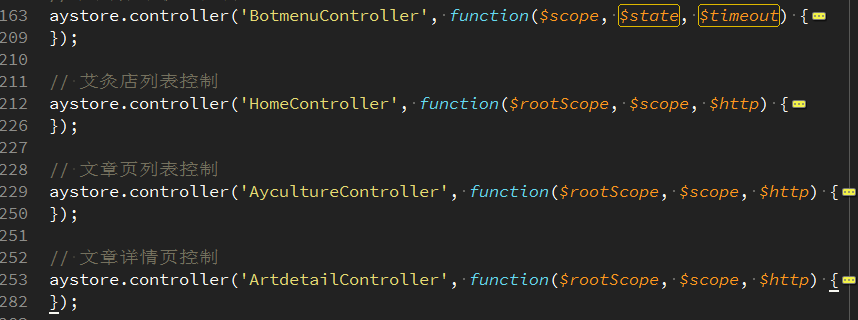 163 aystore.controller('BotmenuController', function($scope, $state, $timeout) {
209 });
210
211 // 艾灸店列表控制
212 aystore.controller('HomeController', function($rootScope, $scope, $http) {
226 });
227
228 // 文章页列表控制
229 aystore.controller('AycultureController', function($rootScope, $scope, $http) {
250 });
251
252 // 文章详情页控制
253 aystore.controller('ArtdetailController', function($rootScope, $scope, $http) {
282 });